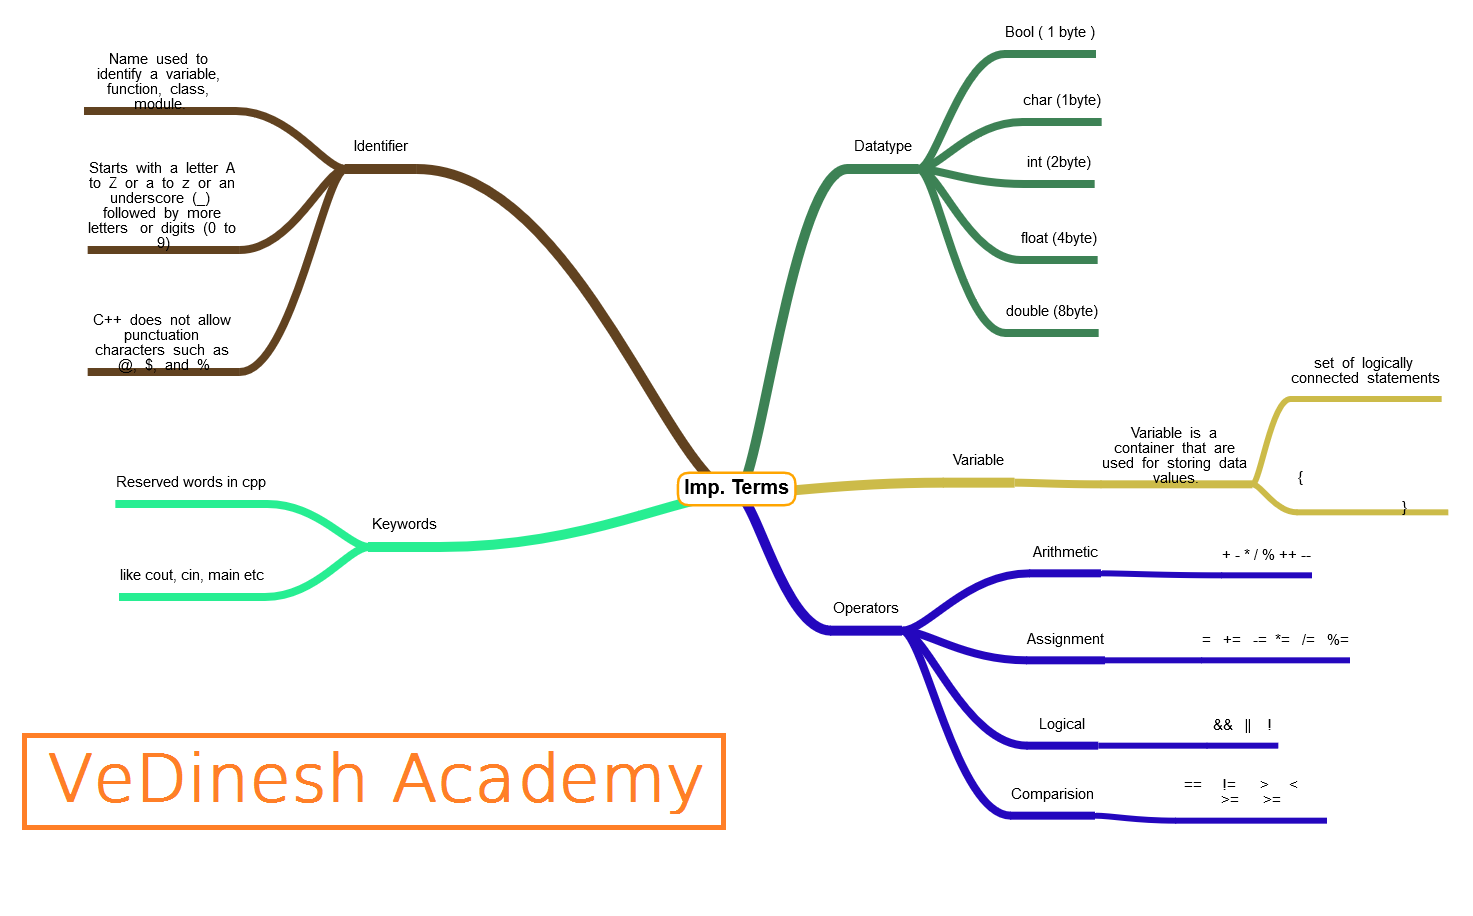 Imp. Terms
Identifier
Name used to
identify a variable,
function, class,
module.
Starts with a letter A
to Z or a to z or an
underscore (_)
followed by more
letters or digits (0 to
9)
C++ does not allow
punctuation
characters such as
@, $, and %
Keywords
Reserved words in cpp
like cout, cin, main etc
Datatype
Bool ( 1 byte )
char (1byte)
int (2byte)
float (4byte)
double (8byte)
Variable
Variable is a
container that are
used for storing data
values.
set of logically
connected statements
{
}
Operators
Arithmetic
+ - * / % ++ --
Assignment
= += -= *= /= %=
Logical
&& || !
Comparision
== != > <
>= >=
VeDinesh Academy